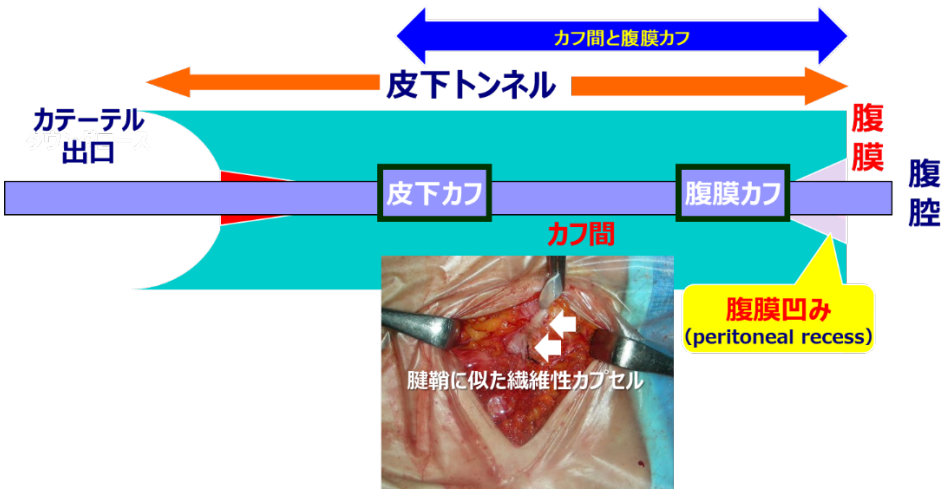 カフ間と腹膜カフ
皮下トンネル
カテーテル
出口
腹
膜
腹
腔
皮下カフ
腹膜カフ
カフ間
腹膜凹み
(peritoneal recess)
腱鞘に似た繊維性カプセル